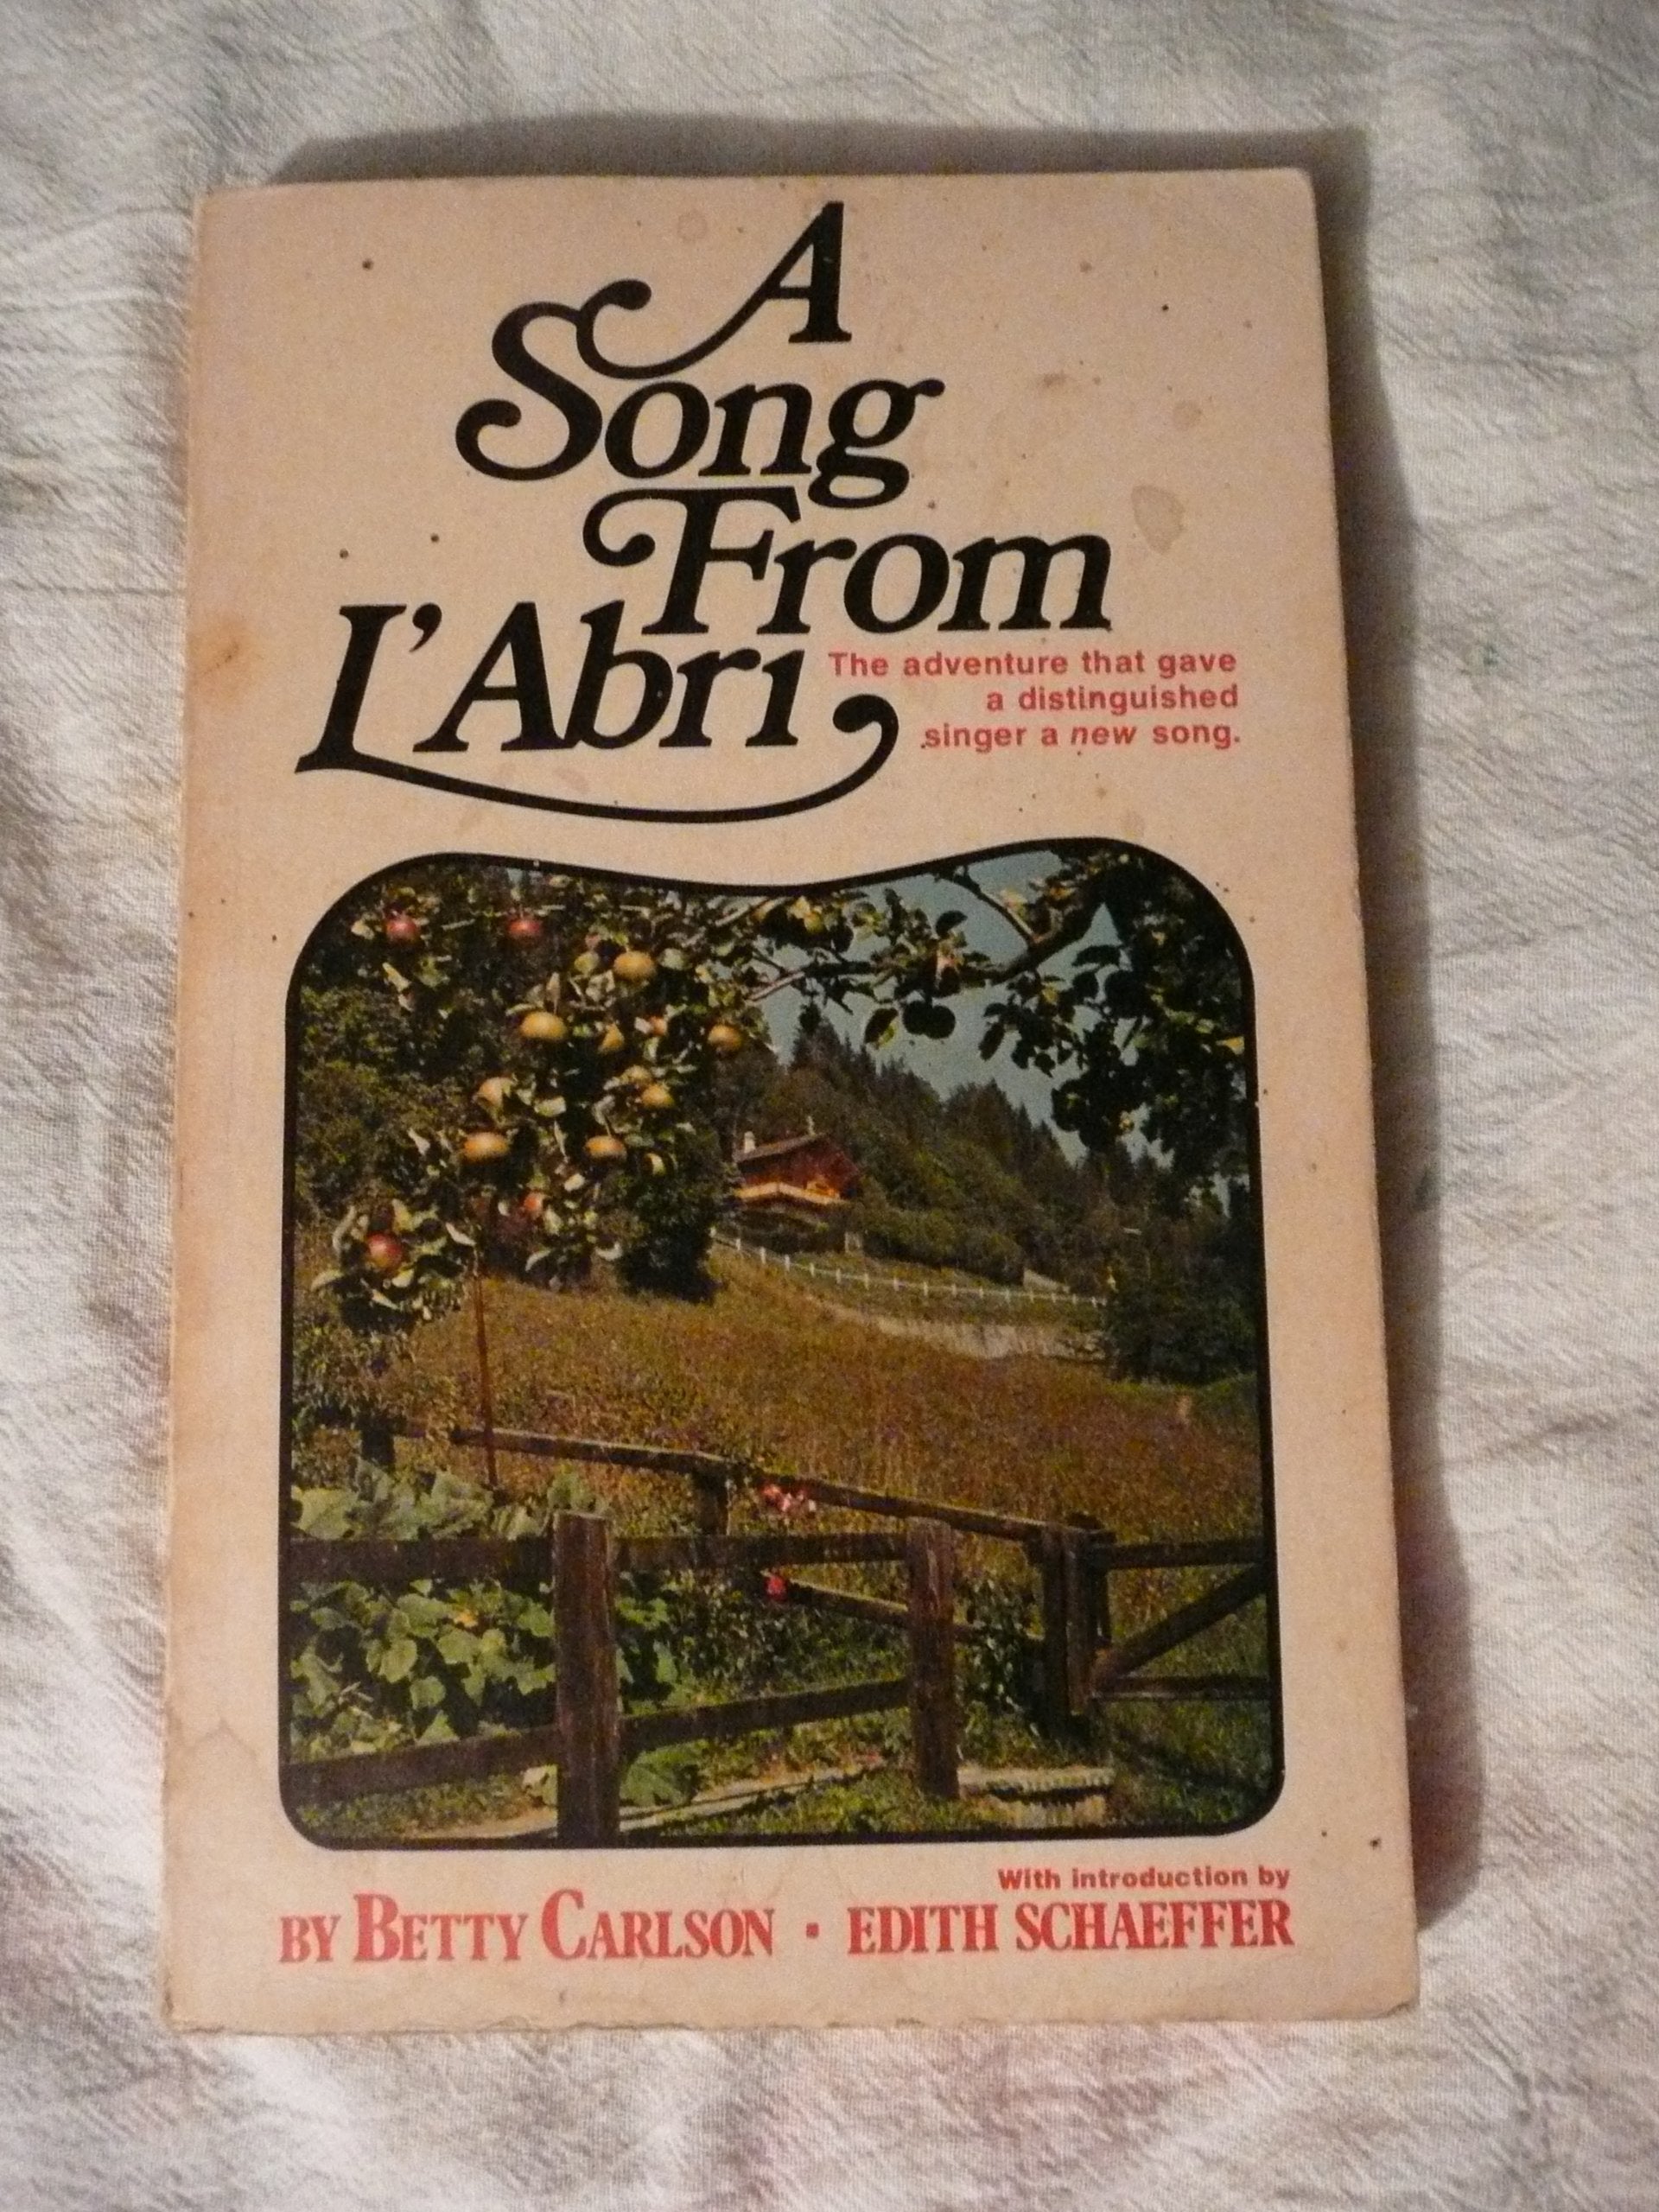 A
Song
From
L'Abri
The adventure that gave
a distinguished
singer a new song.
With introduction by
BY BETTY CARLSON · EDITH SCHAEFFER